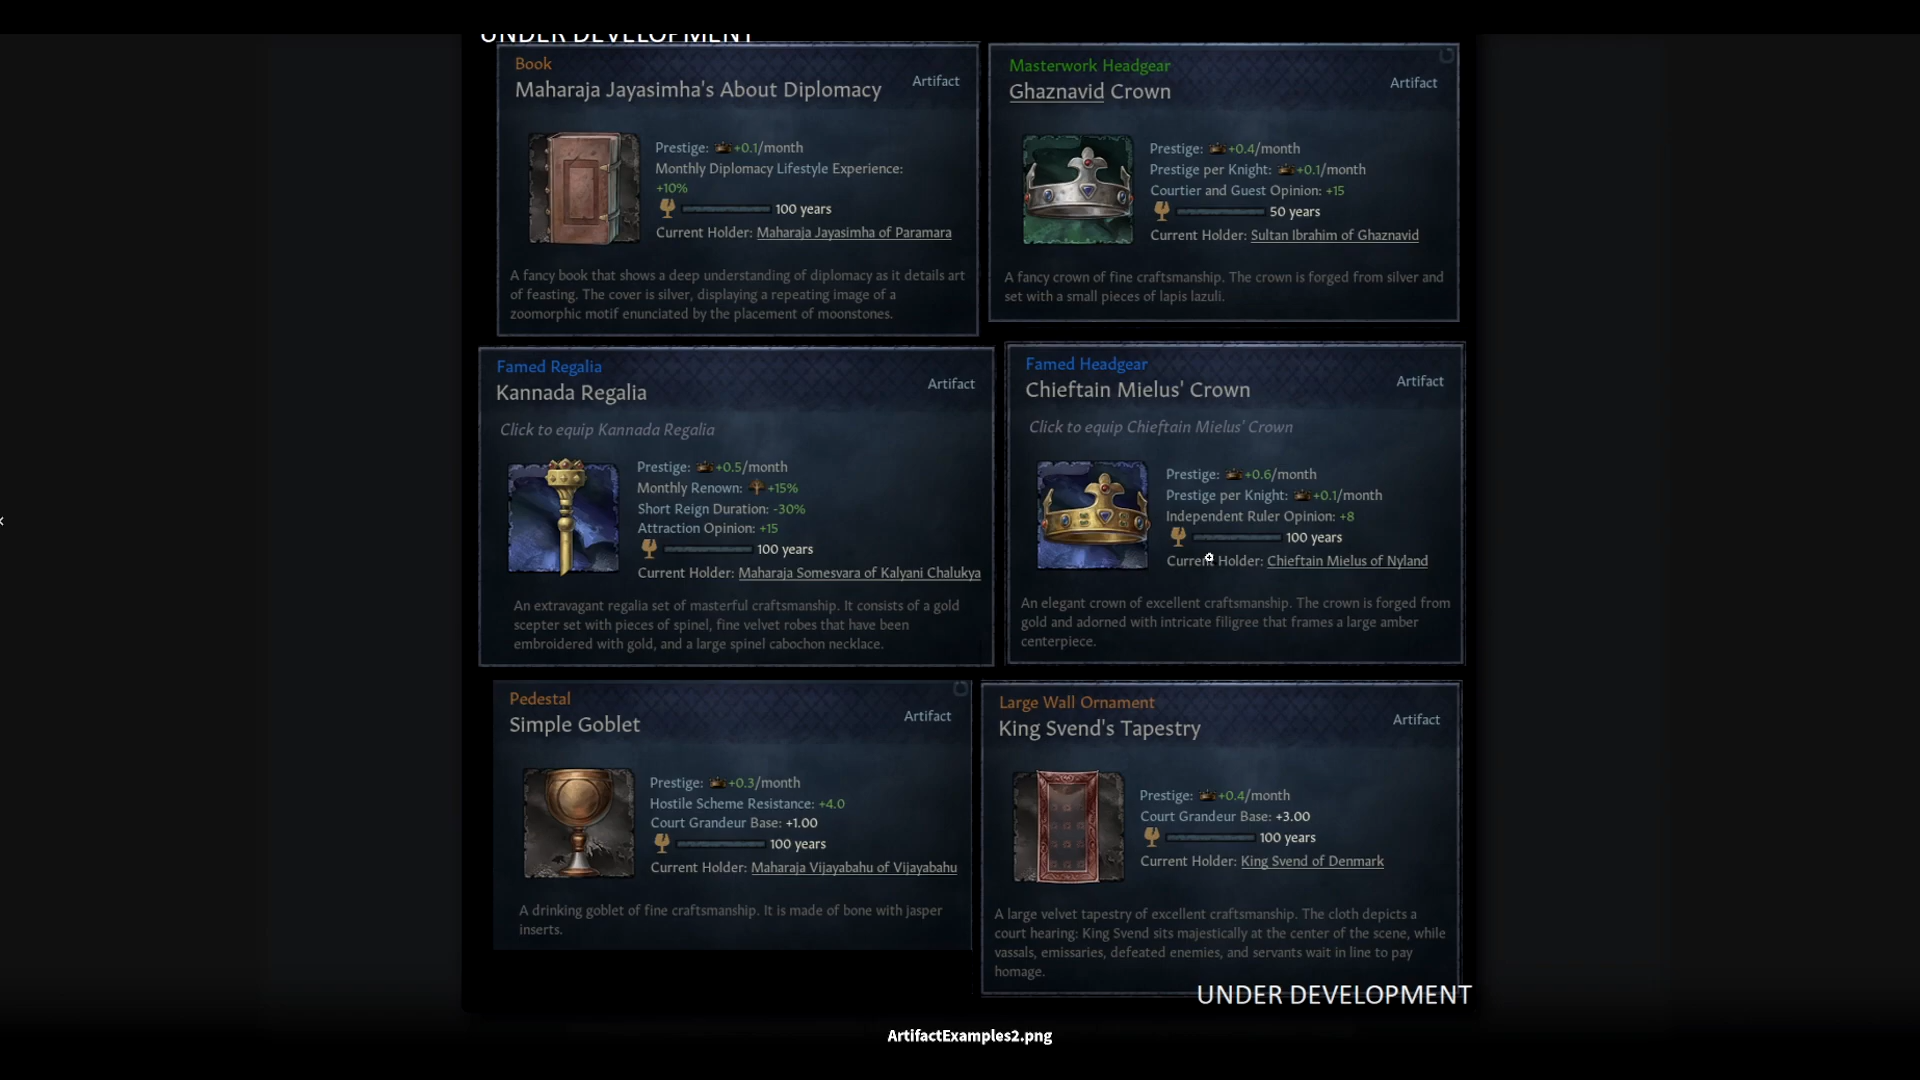 UNDER DEVELOPMENT
Book
Maharaja Jayasimha's About Diplomacy
Artifact
Prestige: +0.1/month
Monthly Diplomacy Lifestyle Experience:
+10%
100 years
Current Holder: Maharaja Jayasimha of Paramara
A fancy book that shows a deep understanding of diplomacy as it details art
of feasting. The cover is silver, displaying a repeating image of a
zoomorphic motif enunciated by the placement of moonstones.
Masterwork Headgear
Ghaznavid Crown
Artifact
Prestige: +0.4/month
Prestige per Knight: +0.1/month
Courtier and Guest Opinion: +15
50 years
Current Holder: Sultan Ibrahim of Ghaznavid
A fancy crown of fine craftsmanship. The crown is forged from silver and
set with a small pieces of lapis lazuli.
Famed Regalia
Kannada Regalia
Artifact
Click to equip Kannada Regalia
Prestige: +0.5/month
Monthly Renown: +15%
Short Reign Duration: -30%
Attraction Opinion: +15
100 years
Current Holder: Maharaja Somesvara of Kalyani Chalukya
An extravagant regalia set of masterful craftsmanship. It consists of a gold
scepter set with pieces of spinel, fine velvet robes that have been
embroidered with gold, and a large spinel cabochon necklace.
Famed Headgear
Chieftain Mielus' Crown
Artifact
Click to equip Chieftain Mielus' Crown
Prestige: +0.6/month
Prestige per Knight: +0.1/month
Independent Ruler Opinion: +8
100 years
Current Holder: Chieftain Mielus of Nyland
An elegant crown of excellent craftsmanship. The crown is forged from
gold and adorned with intricate filigree that frames a large amber
centerpiece.
Pedestal
Simple Goblet
Artifact
Prestige: +0.3/month
Hostile Scheme Resistance: +4.0
Court Grandeur Base: +1.00
100 years
Current Holder: Maharaja Vijayabahu of Vijayabahu
A drinking goblet of fine craftsmanship. It is made of bone with jasper
inserts.
Large Wall Ornament
King Svend's Tapestry
Artifact
Prestige: +0.4/month
Court Grandeur Base: +3.00
100 years
Current Holder: King Svend of Denmark
A large velvet tapestry of excellent craftsmanship. The cloth depicts a
court hearing: King Svend sits majestically at the center of the scene, while
vassals, emissaries, defeated enemies, and servants wait in line to pay
homage.
UNDER DEVELOPMENT
ArtifactExamples2.png